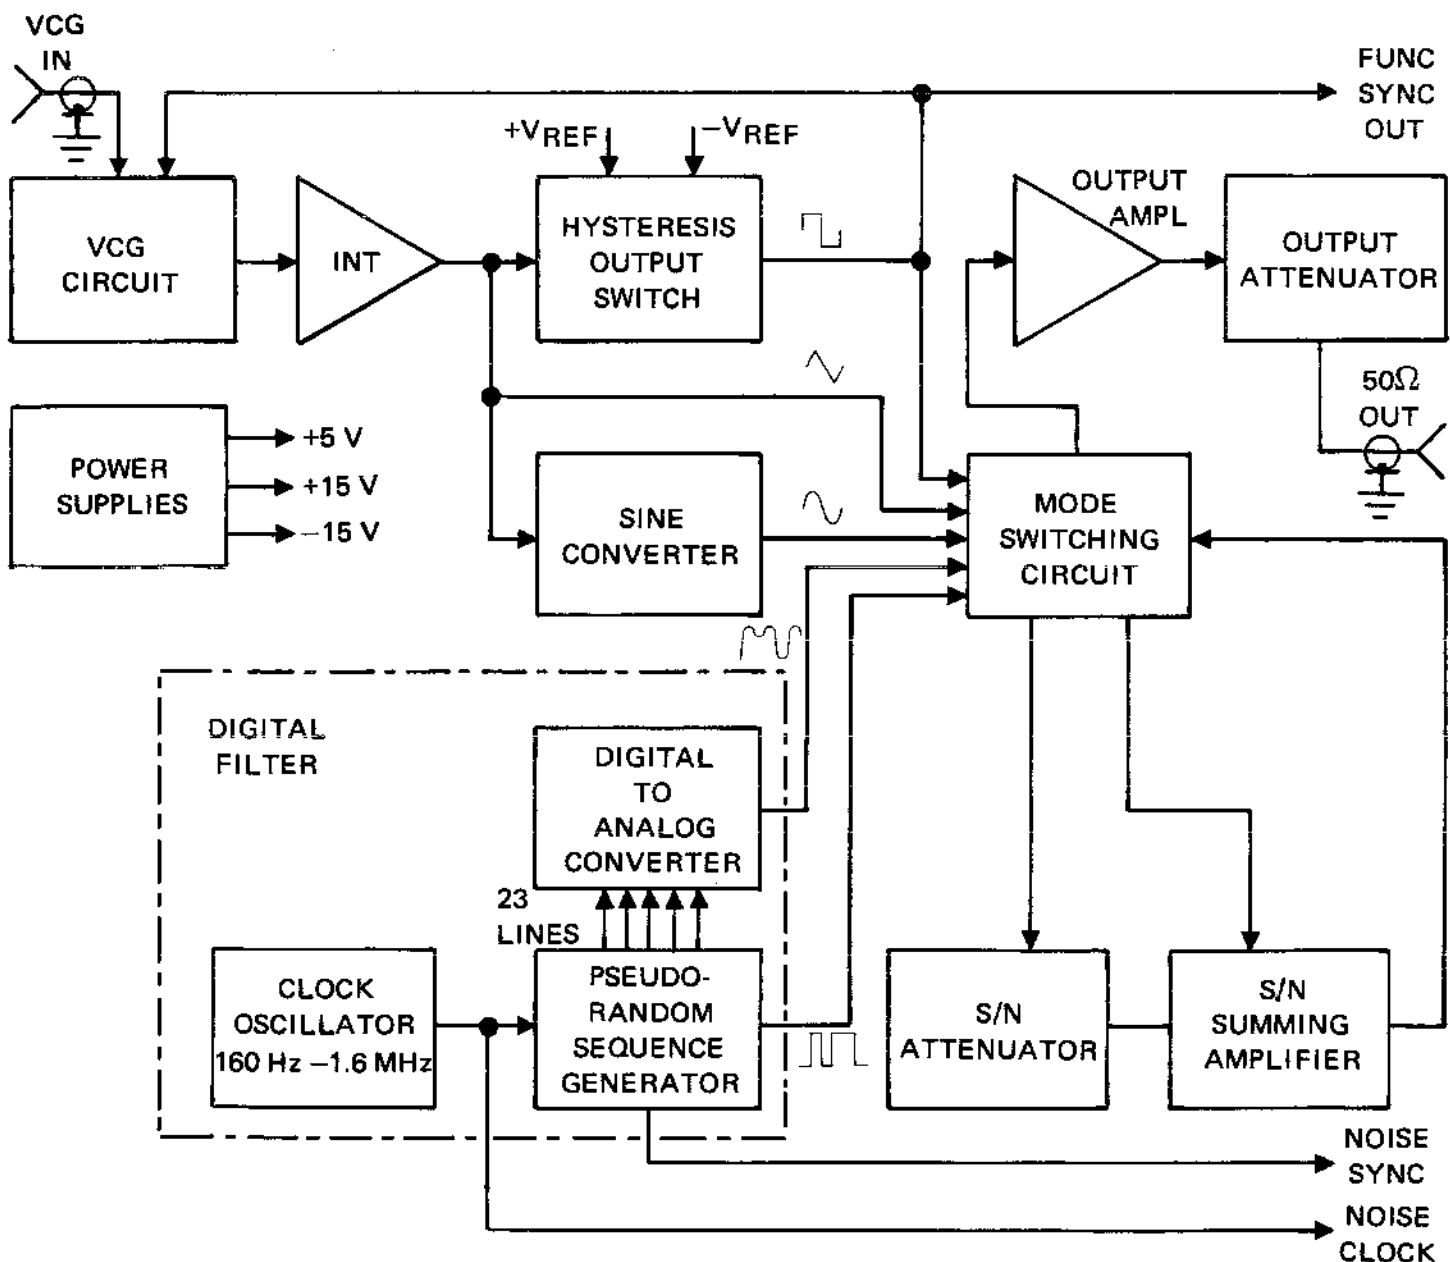 VCG
IN
FUNC
SYNC
OUT
+VREF
−VREF
VCG
CIRCUIT
INT
HYSTERESIS
OUTPUT
SWITCH
OUTPUT
AMPL
OUTPUT
ATTENUATOR
50Ω
OUT
POWER
SUPPLIES
+5 V
+15 V
−15 V
SINE
CONVERTER
MODE
SWITCHING
CIRCUIT
DIGITAL
FILTER
DIGITAL
TO
ANALOG
CONVERTER
23
LINES
CLOCK
OSCILLATOR
160 Hz −1.6 MHz
PSEUDO-
RANDOM
SEQUENCE
GENERATOR
S/N
ATTENUATOR
S/N
SUMMING
AMPLIFIER
NOISE
SYNC
NOISE
CLOCK